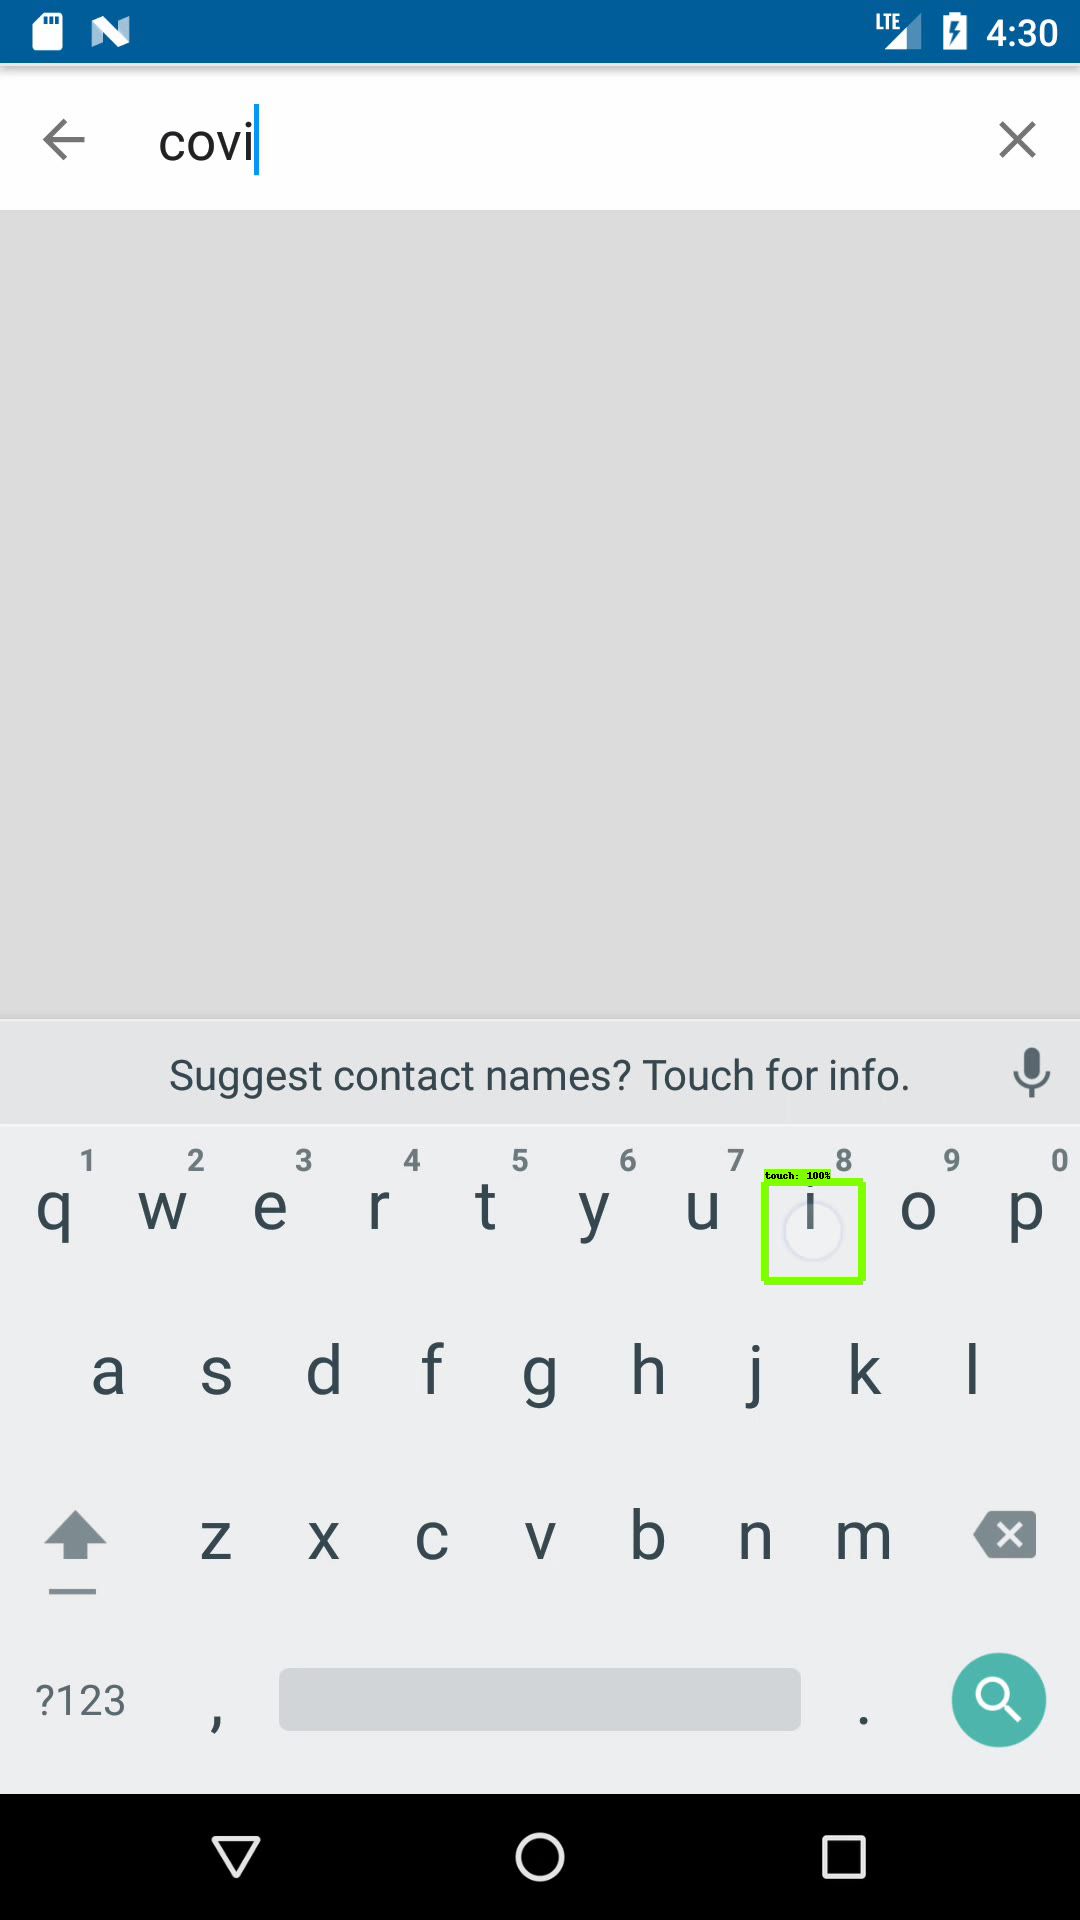 LTE 4:30
covi
Suggest contact names? Touch for info.
1 2 3 4 5 6 7 8 9 0
touch: 100%
q w e r t y u i o p
a s d f g h j k l
z x c v b n m
?123 , .